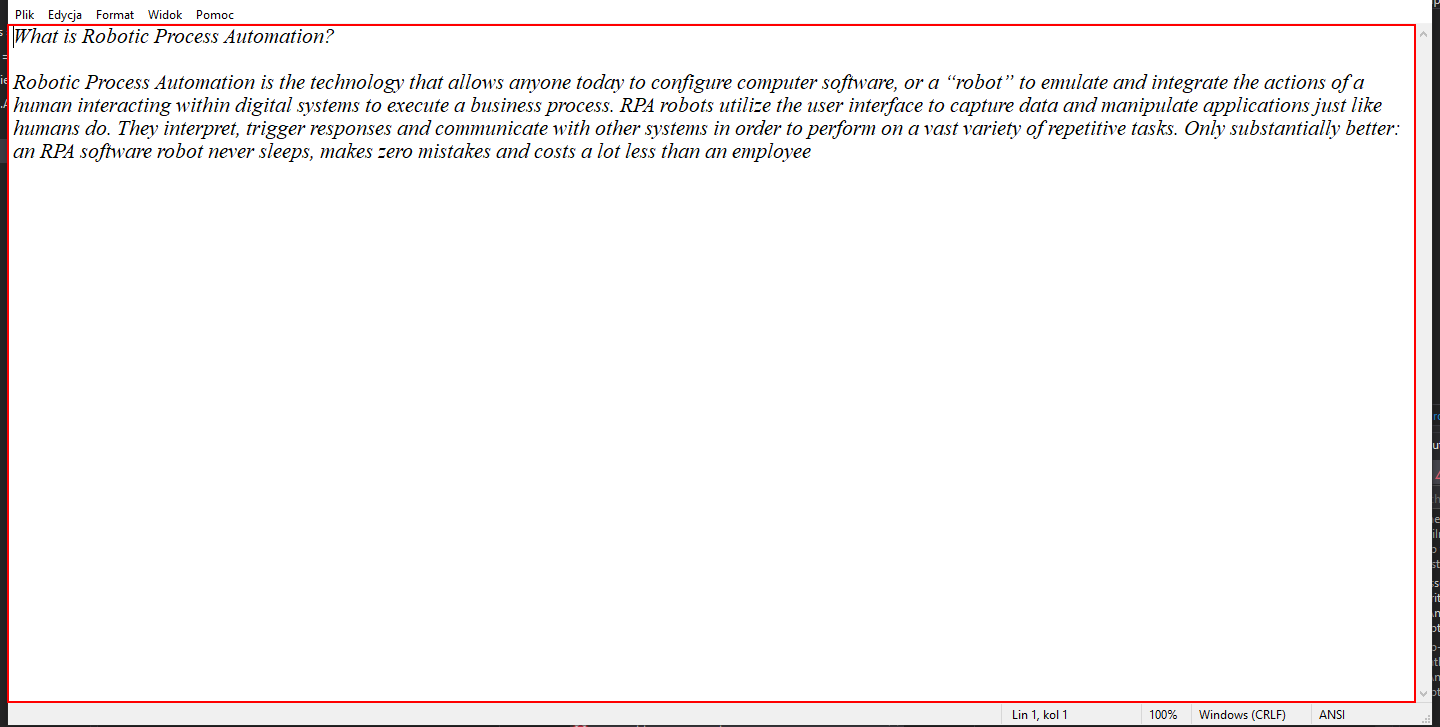 Plik Edycja Format Widok Pomoc
What is Robotic Process Automation?
Robotic Process Automation is the technology that allows anyone today to configure computer software, or a “robot” to emulate and integrate the actions of a
human interacting within digital systems to execute a business process. RPA robots utilize the user interface to capture data and manipulate applications just like
humans do. They interpret, trigger responses and communicate with other systems in order to perform on a vast variety of repetitive tasks. Only substantially better:
an RPA software robot never sleeps, makes zero mistakes and costs a lot less than an employee
Lin 1, kol 1 100% Windows (CRLF) ANSI